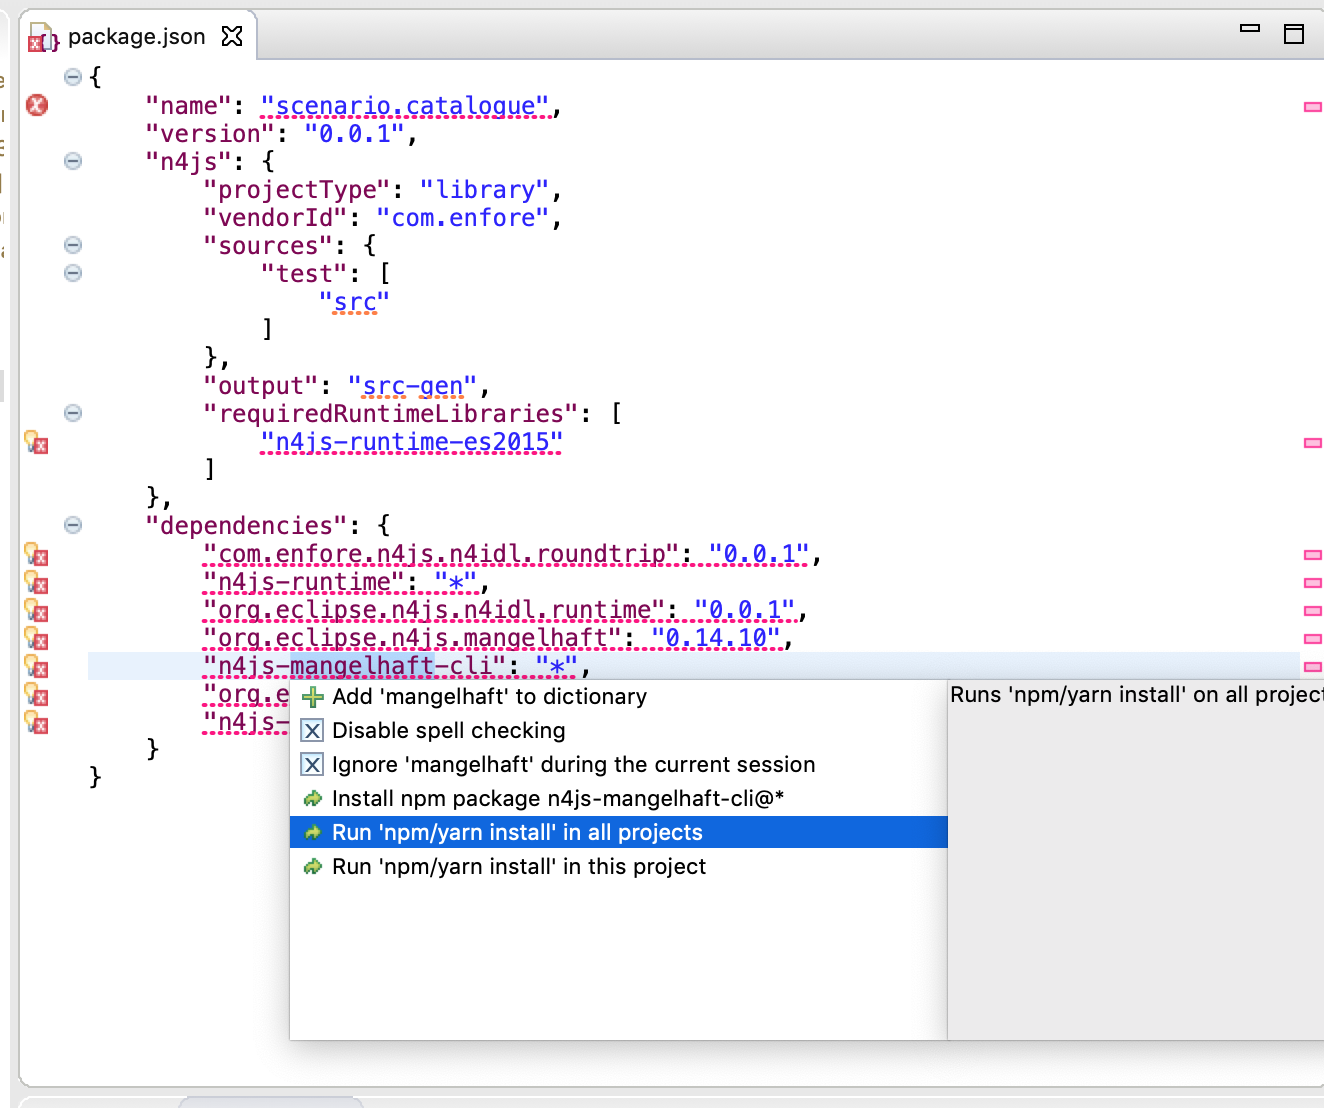 package.json
{
"name": "scenario.catalogue",
"version": "0.0.1",
"n4js": {
"projectType": "library",
"vendorId": "com.enfore",
"sources": {
"test": [
"src"
]
},
"output": "src-gen",
"requiredRuntimeLibraries": [
"n4js-runtime-es2015"
]
},
"dependencies": {
"com.enfore.n4js.n4idl.roundtrip": "0.0.1",
"n4js-runtime": "*",
"org.eclipse.n4js.n4idl.runtime": "0.0.1",
"org.eclipse.n4js.mangelhaft": "0.14.10",
"n4js-mangelhaft-cli": "*",
"org.e
"n4js-
}
}
Add 'mangelhaft' to dictionary
Disable spell checking
Ignore 'mangelhaft' during the current session
Install npm package n4js-mangelhaft-cli@*
Run 'npm/yarn install' in all projects
Run 'npm/yarn install' in this project
Runs 'npm/yarn install' on all project